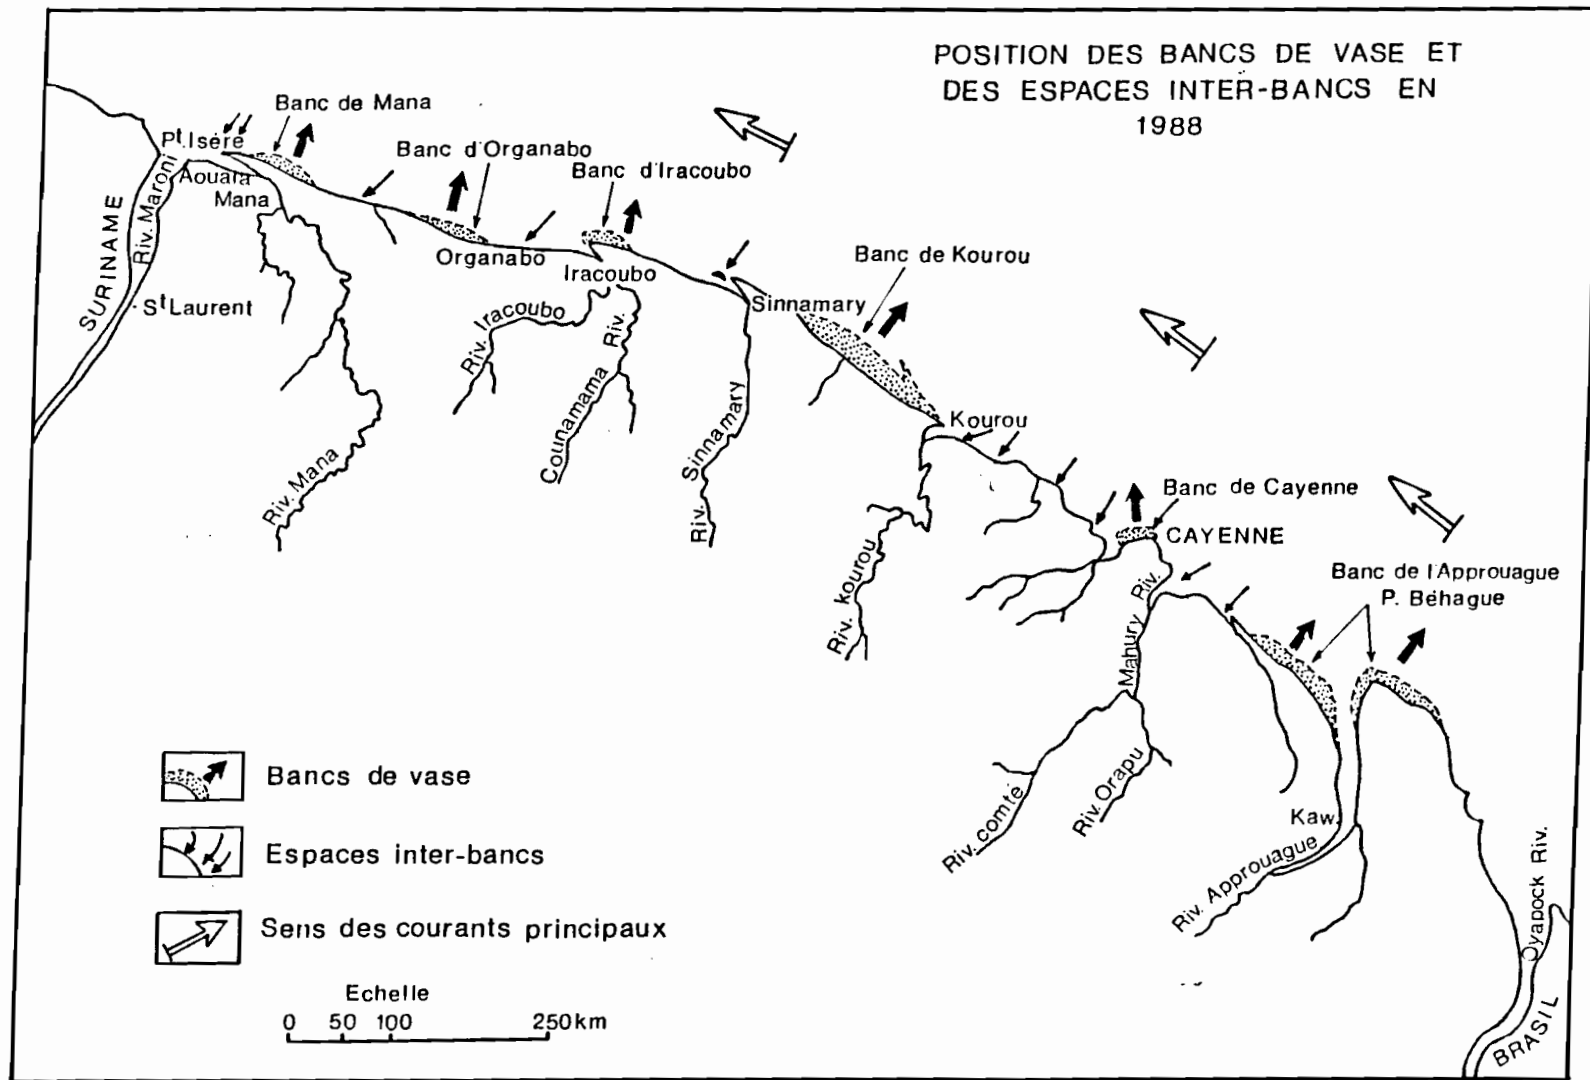 POSITION DES BANCS DE VASE ET
DES ESPACES INTER-BANCS EN
1988
Banc de Mana
Pt. Isére
Banc d'Organabo
Banc d'Iracoubo
Aouara
Mana
Riv. Maroni
SURINAME
St Laurent
Organabo
Iracoubo
Banc de Kourou
Sinnamary
Riv. Iracoubo
Counamama Riv.
Riv. Sinnamary
Riv. Mana
Kourou
Riv. kourou
Banc de Cayenne
CAYENNE
Banc de l'Approuague
P. Béhague
Mahury Riv.
Riv. comté
Riv. Orapu
Kaw
Riv. Approuague
Oyapock Riv.
BRASIL
Bancs de vase
Espaces inter-bancs
Sens des courants principaux
Echelle
0 50 100 250km